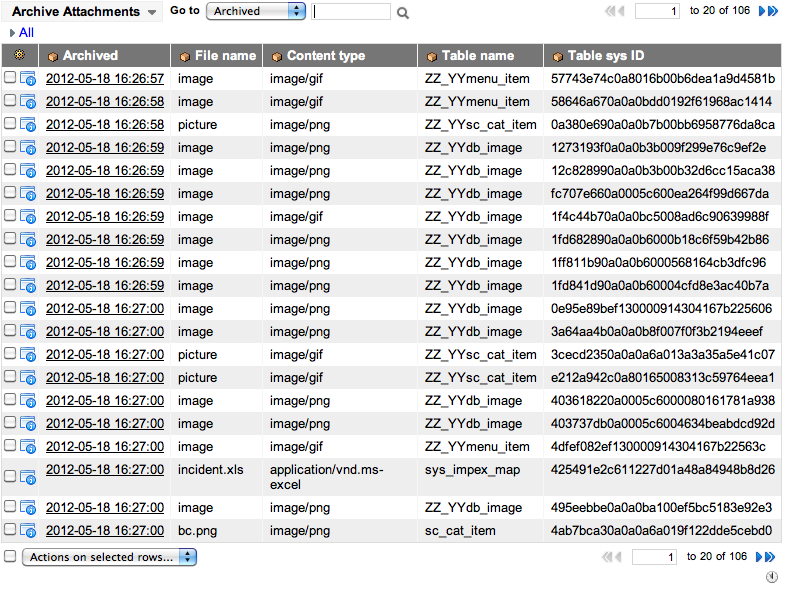 Archive Attachments Go to Archived 1 to 20 of 106
All
Archived File name Content type Table name Table sys ID
2012-05-18 16:26:57 image image/gif ZZ_YYmenu_item 57743e74c0a8016b00b6dea1a9d4581b
2012-05-18 16:26:58 image image/gif ZZ_YYmenu_item 58646a670a0a0bdd0192f61968ac1414
2012-05-18 16:26:58 picture image/png ZZ_YYsc_cat_item 0a380e690a0a0b7b00bb6958776da8ca
2012-05-18 16:26:59 image image/png ZZ_YYdb_image 1273193f0a0a0b3b009f299e76c9ef2e
2012-05-18 16:26:59 image image/png ZZ_YYdb_image 12c828990a0a0b3b00b32d6cc15aca38
2012-05-18 16:26:59 image image/png ZZ_YYdb_image fc707e660a0005c600ea264f99d667da
2012-05-18 16:26:59 image image/gif ZZ_YYdb_image 1f4c44b70a0a0bc5008ad6c90639988f
2012-05-18 16:26:59 image image/png ZZ_YYdb_image 1fd682890a0a0b6000b18c6f59b42b86
2012-05-18 16:26:59 image image/png ZZ_YYdb_image 1ff811b90a0a0b6000568164cb3dfc96
2012-05-18 16:26:59 image image/png ZZ_YYdb_image 1fd841d90a0a0b60004cfd8e3ac40b7a
2012-05-18 16:27:00 image image/png ZZ_YYdb_image 0e95e89bef130000914304167b225606
2012-05-18 16:27:00 image image/png ZZ_YYdb_image 3a64aa4b0a0a0b8f007f0f3b2194eeef
2012-05-18 16:27:00 picture image/gif ZZ_YYsc_cat_item 3cecd2350a0a0a6a013a3a35a5e41c07
2012-05-18 16:27:00 picture image/gif ZZ_YYsc_cat_item e212a942c0a80165008313c59764eea1
2012-05-18 16:27:00 image image/png ZZ_YYdb_image 403618220a0005c6000080161781a938
2012-05-18 16:27:00 image image/png ZZ_YYdb_image 403737db0a0005c6004634beabdcd92d
2012-05-18 16:27:00 image image/gif ZZ_YYmenu_item 4dfef082ef130000914304167b22563c
2012-05-18 16:27:00 incident.xls application/vnd.ms- sys_impex_map 425491e2c611227d01a48a84948b8d26
excel
2012-05-18 16:27:00 image image/png ZZ_YYdb_image 495eebbe0a0a0ba100ef5bc5183e92e3
2012-05-18 16:27:00 bc.png image/png sc_cat_item 4ab7bca30a0a0a6a019f122dde5cebd0
Actions on selected rows... 1 to 20 of 106